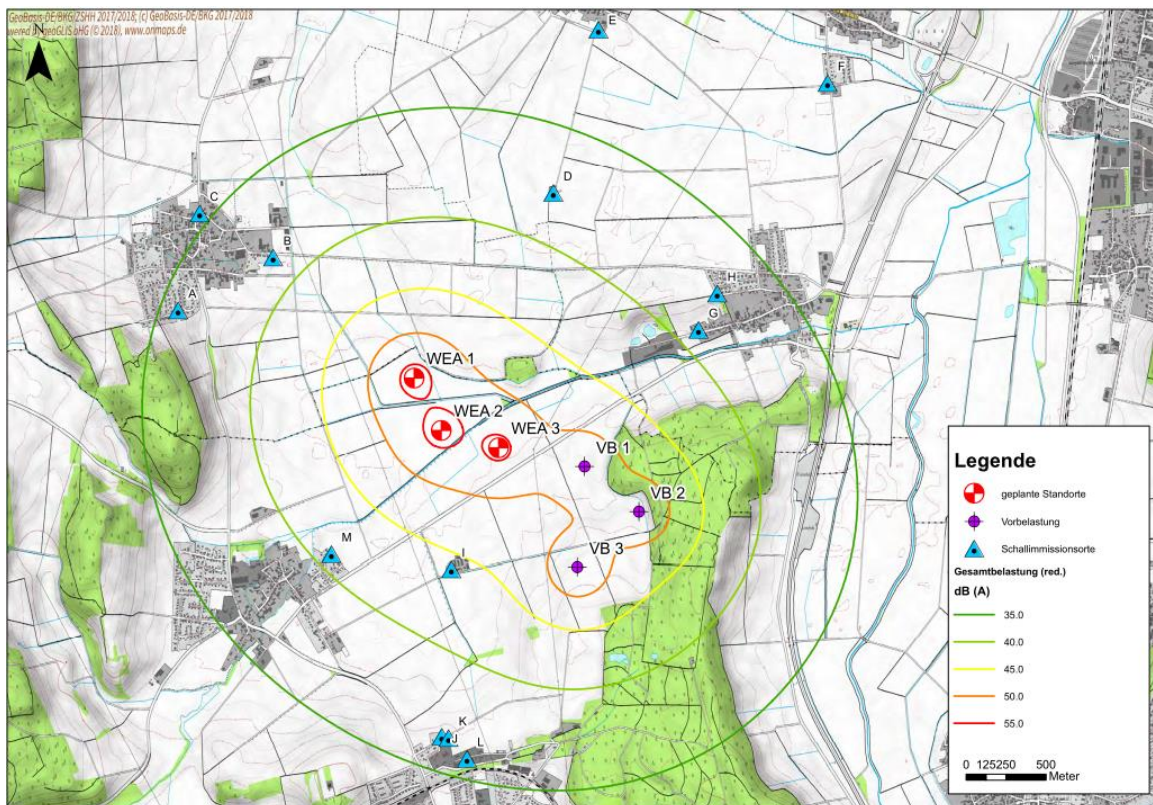 GeoBasis-DE/BKG/ZSHH 2017/2018; (c) GeoBasis-DE/BKG 2017/2018
wered by geoGLIS oHG (© 2018), www.onmaps.de
N
E
F
D
C
B
A
H
G
WEA 1
WEA 2
WEA 3
VB 1
VB 2
VB 3
M
I
K
J
L
Legende
geplante Standorte
Vorbelastung
Schallimmissionsorte
Gesamtbelastung (red.)
dB (A)
35.0
40.0
45.0
50.0
55.0
0 125250 500
Meter